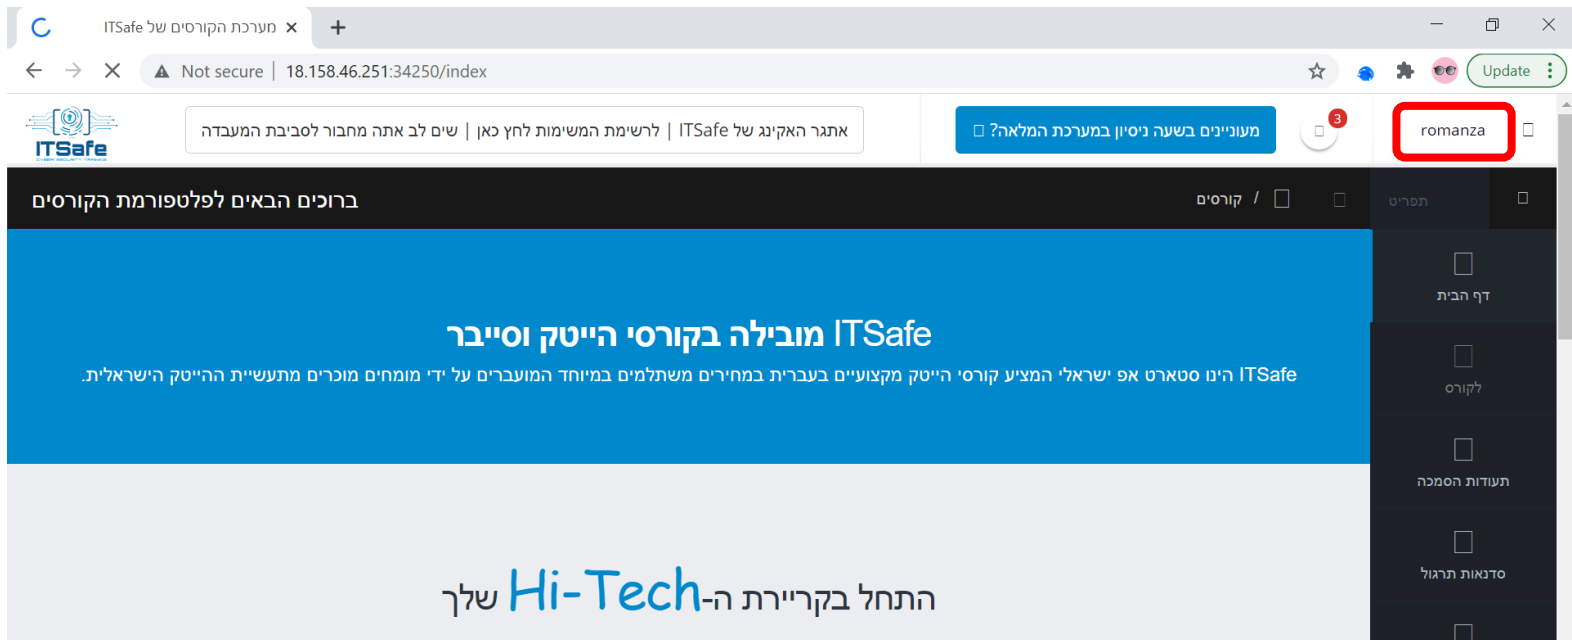 מערכת הקורסים של ITSafe
Not secure | 18.158.46.251:34250/index
Update
ITSafe
CYBER SECURITY TRAINING
אתגר האקינג של ITSafe | לרשימת המשימות לחץ כאן | שים לב אתה מחבור לסביבת המעבדה
מעוניינים בשעה ניסיון במערכת המלאה?
3
romanza
ברוכים הבאים לפלטפורמת הקורסים
/ קורסים
תפריט
ITSafe מובילה בקורסי הייטק וסייבר
ITSafe הינו סטארט אפ ישראלי המציע קורסי הייטק מקצועיים בעברית במחירים משתלמים במיוחד המועברים על ידי מומחים מוכרים מתעשיית ההייטק הישראלית.
התחל בקריירת ה-Hi-Tech שלך
דף הבית
לקורס
תעודות הסמכה
סדנאות תרגול